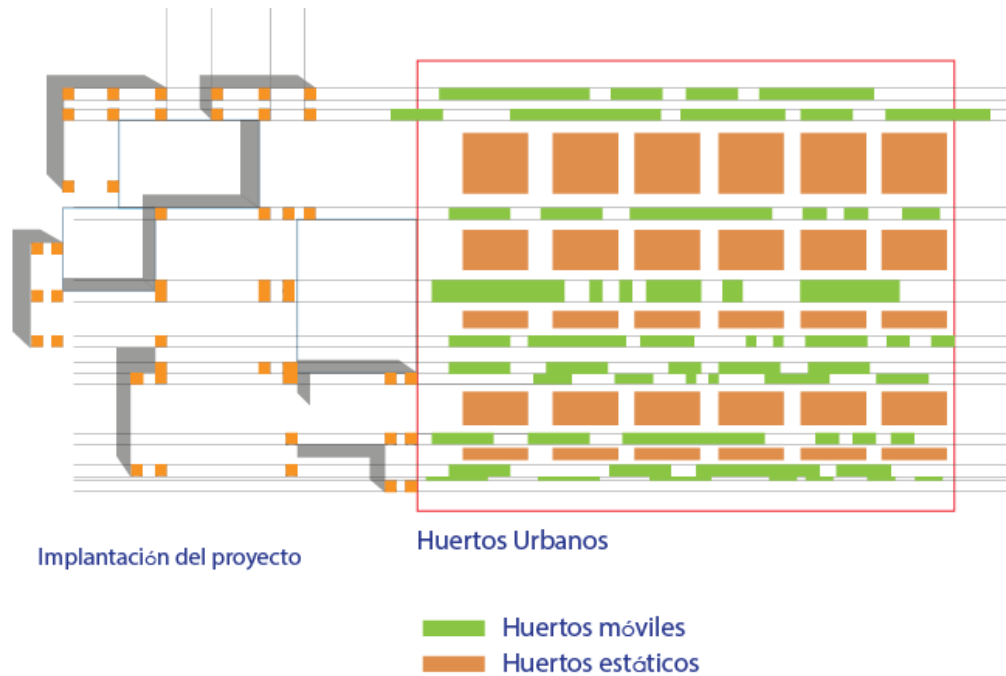 Huertos Urbanos
Implantación del proyecto
Huertos móviles
Huertos estáticos